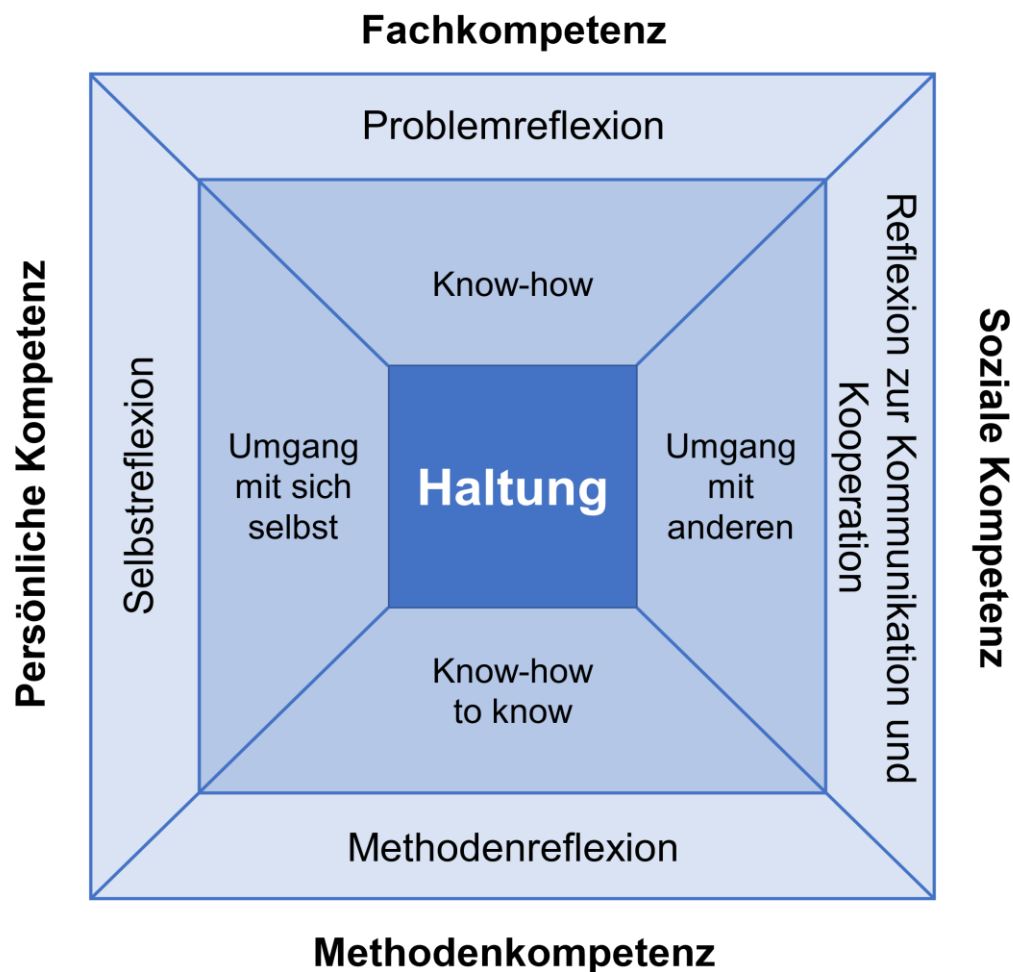 Fachkompetenz
Problemreflexion
Know-how
Persönliche Kompetenz
Selbstreflexion
Umgang
mit sich
selbst
Haltung
Umgang
mit
anderen
Reflexion zur Kommunikation und
Kooperation
Soziale Kompetenz
Know-how
to know
Methodenreflexion
Methodenkompetenz